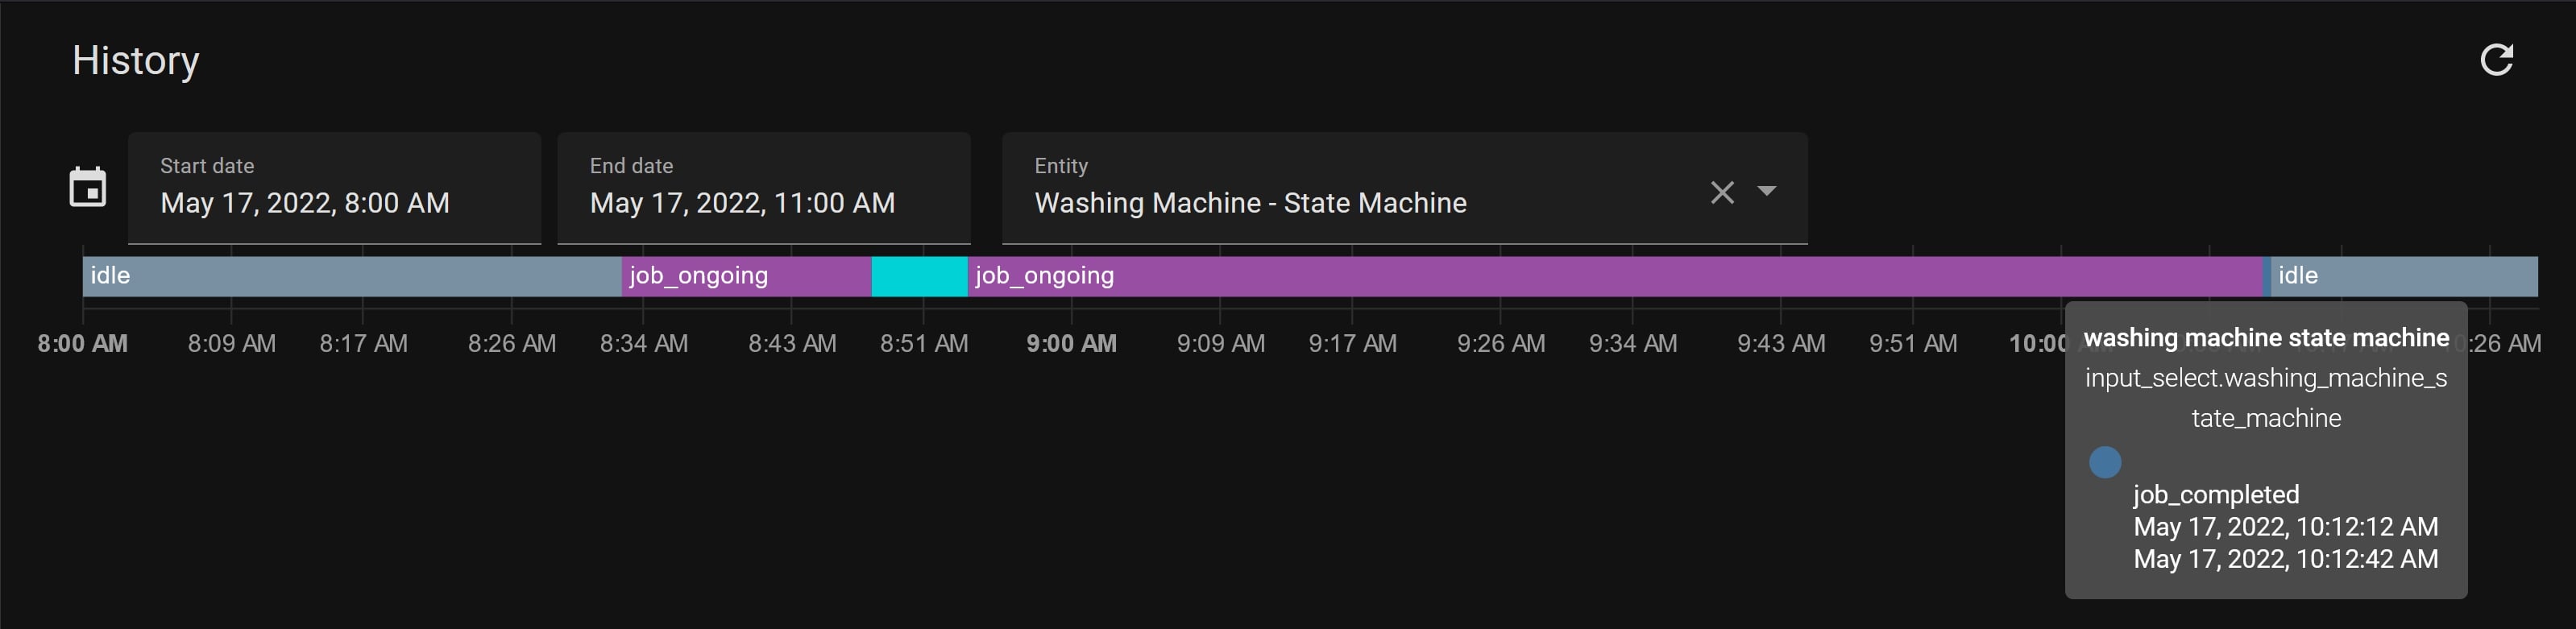 History
Start date
May 17, 2022, 8:00 AM
End date
May 17, 2022, 11:00 AM
Entity
Washing Machine - State Machine
idle job_ongoing job_ongoing idle
8:00 AM 8:09 AM 8:17 AM 8:26 AM 8:34 AM 8:43 AM 8:51 AM 9:00 AM 9:09 AM 9:17 AM 9:26 AM 9:34 AM 9:43 AM 9:51 AM 10:00 :26 AM
washing machine state machine
input_select.washing_machine_s
tate_machine
job_completed
May 17, 2022, 10:12:12 AM
May 17, 2022, 10:12:42 AM